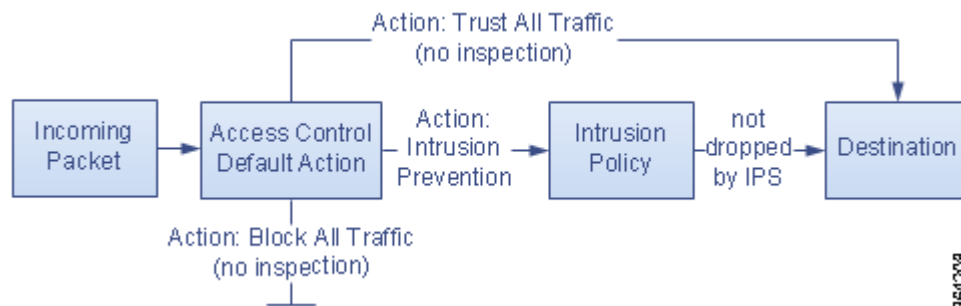 Action: Trust All Traffic
(no inspection)
Incoming
Packet
Access Control
Default Action
Action:
Intrusion
Prevention
Intrusion
Policy
not
dropped
by IPS
Destination
Action: Block All Traffic
(no inspection)